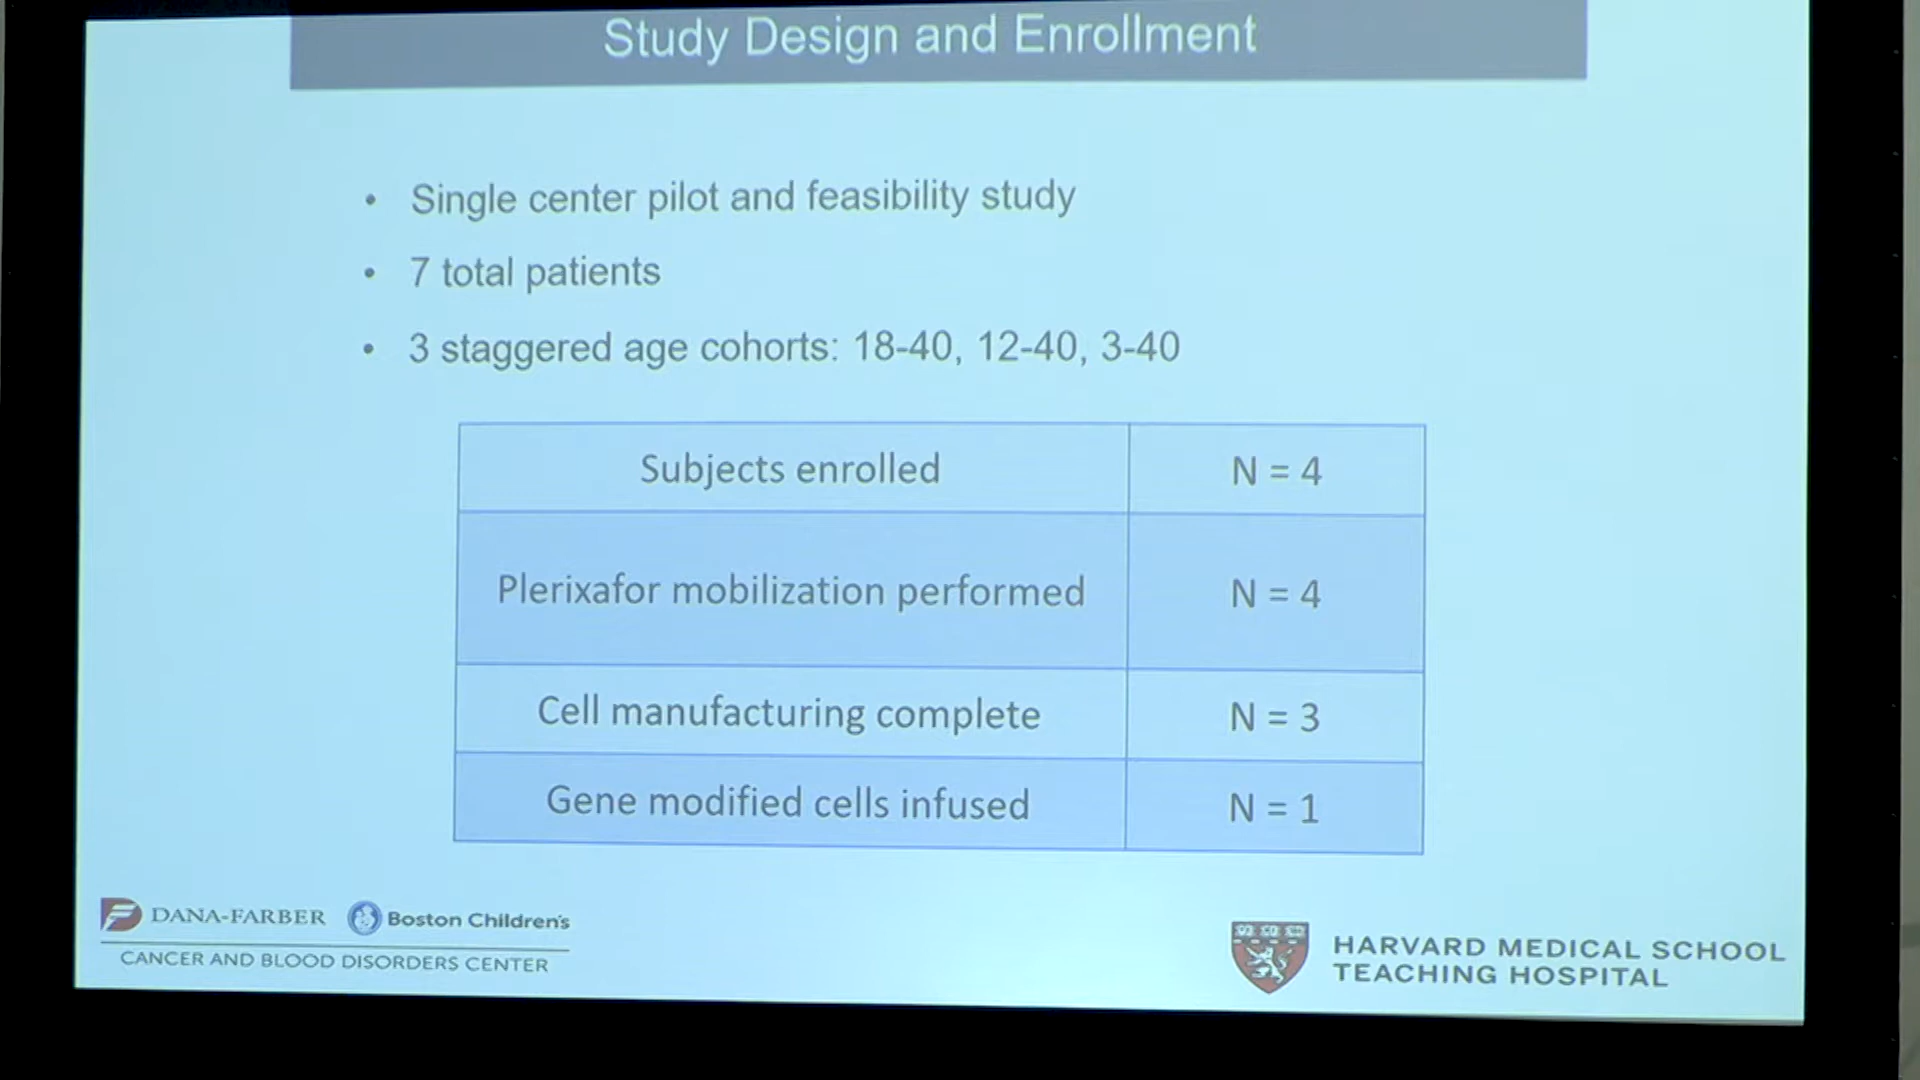 Study Design and Enrollment
• Single center pilot and feasibility study
• 7 total patients
• 3 staggered age cohorts: 18-40, 12-40, 3-40
Subjects enrolled N = 4
Plerixafor mobilization performed N = 4
Cell manufacturing complete N = 3
Gene modified cells infused N = 1
DANA-FARBER Boston Children's
CANCER AND BLOOD DISORDERS CENTER
HARVARD MEDICAL SCHOOL
TEACHING HOSPITAL